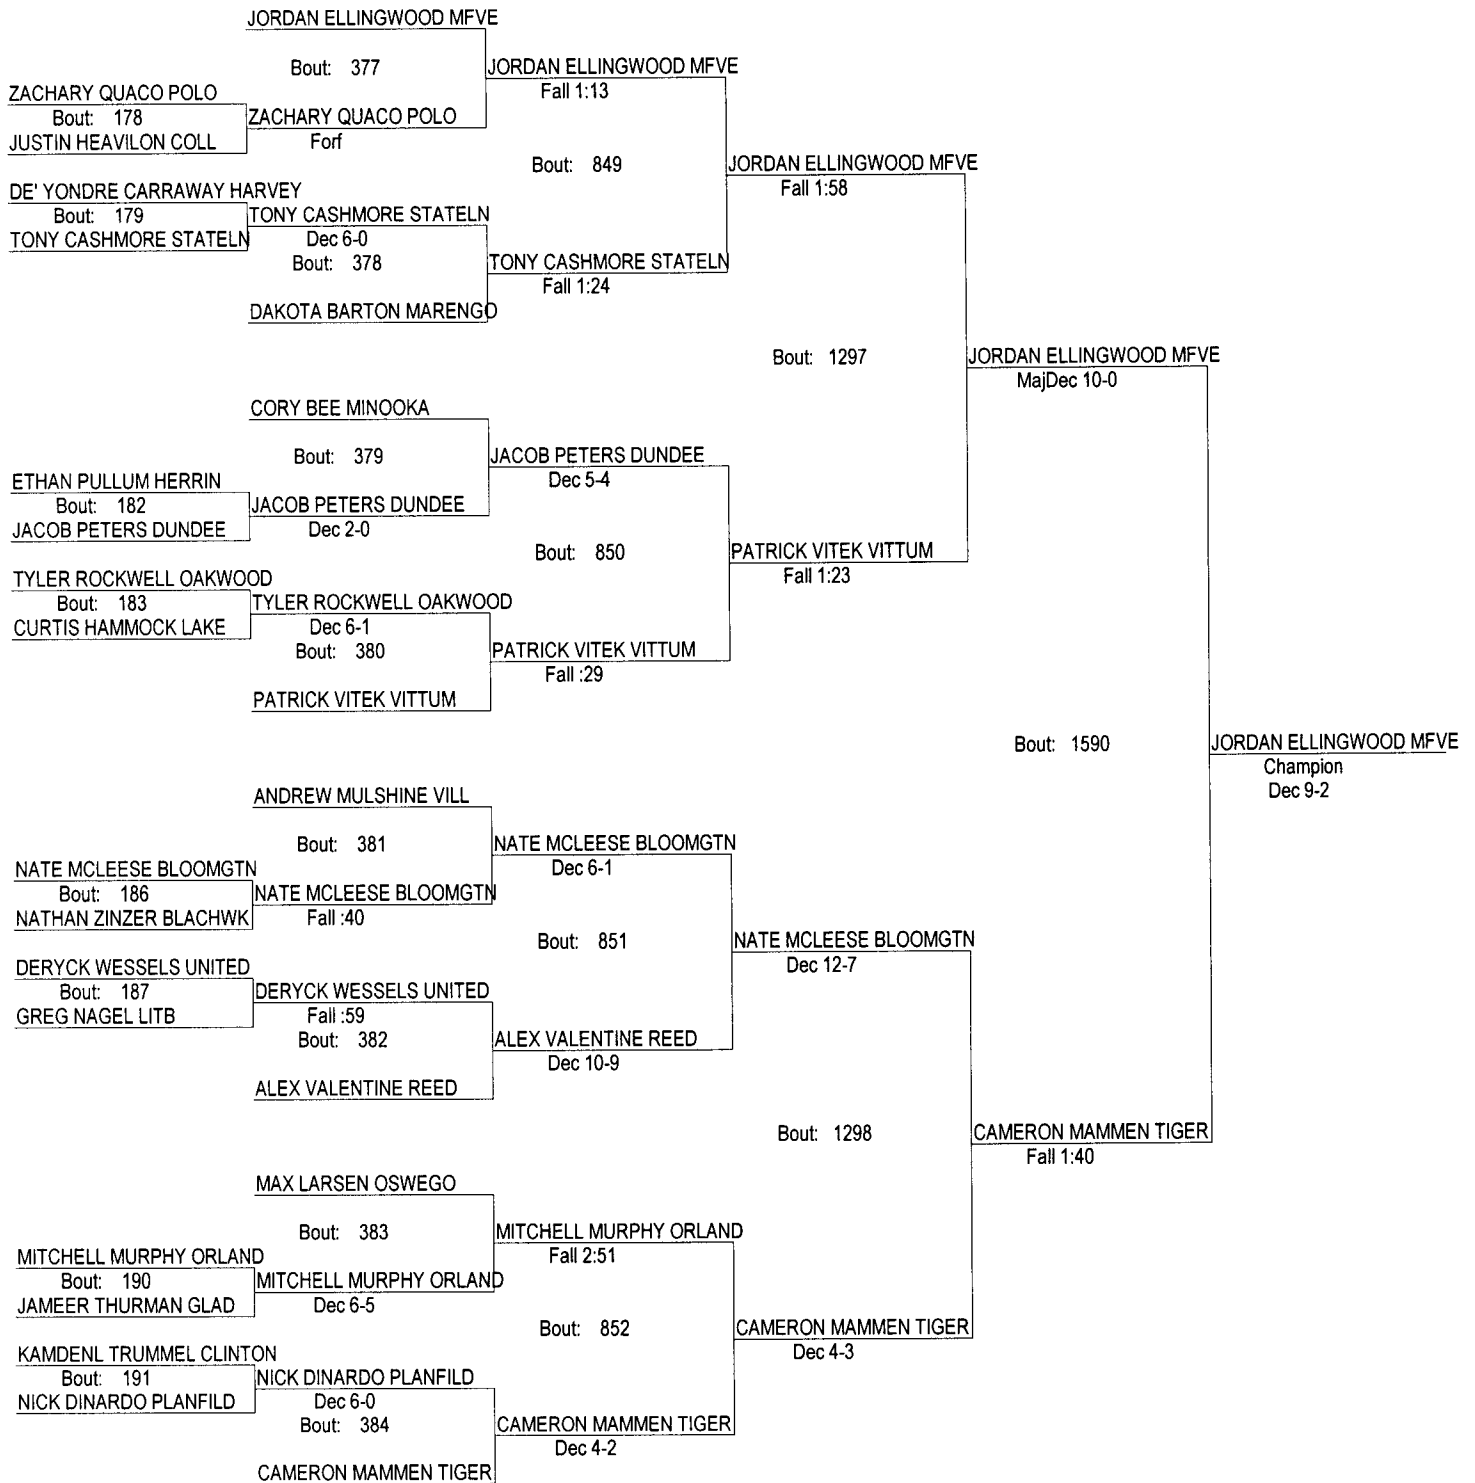 JORDAN ELLINGWOOD MFVE
Bout: 377
JORDAN ELLINGWOOD MFVE
Fall 1:13
ZACHARY QUACO POLO
Bout: 178
ZACHARY QUACO POLO
JUSTIN HEAVILON COLL
Forf
Bout: 849
JORDAN ELLINGWOOD MFVE
Fall 1:58
DE' YONDRE CARRAWAY HARVEY
Bout: 179
TONY CASHMORE STATELN
TONY CASHMORE STATELN
Dec 6-0
Bout: 378
TONY CASHMORE STATELN
Fall 1:24
DAKOTA BARTON MARENGO
Bout: 1297
JORDAN ELLINGWOOD MFVE
MajDec 10-0
CORY BEE MINOOKA
Bout: 379
JACOB PETERS DUNDEE
Dec 5-4
ETHAN PULLUM HERRIN
Bout: 182
JACOB PETERS DUNDEE
JACOB PETERS DUNDEE
Dec 2-0
Bout: 850
PATRICK VITEK VITTUM
Fall 1:23
TYLER ROCKWELL OAKWOOD
Bout: 183
TYLER ROCKWELL OAKWOOD
CURTIS HAMMOCK LAKE
Dec 6-1
Bout: 380
PATRICK VITEK VITTUM
Fall :29
PATRICK VITEK VITTUM
Bout: 1590
JORDAN ELLINGWOOD MFVE
Champion
Dec 9-2
ANDREW MULSHINE VILL
Bout: 381
NATE MCLEESE BLOOMGTN
Dec 6-1
NATE MCLEESE BLOOMGTN
Bout: 186
NATE MCLEESE BLOOMGTN
NATHAN ZINZER BLACHWK
Fall :40
Bout: 851
NATE MCLEESE BLOOMGTN
Dec 12-7
DERYCK WESSELS UNITED
Bout: 187
DERYCK WESSELS UNITED
GREG NAGEL LITB
Fall :59
Bout: 382
ALEX VALENTINE REED
Dec 10-9
ALEX VALENTINE REED
Bout: 1298
CAMERON MAMMEN TIGER
Fall 1:40
MAX LARSEN OSWEGO
Bout: 383
MITCHELL MURPHY ORLAND
Fall 2:51
MITCHELL MURPHY ORLAND
Bout: 190
MITCHELL MURPHY ORLAND
JAMEER THURMAN GLAD
Dec 6-5
Bout: 852
CAMERON MAMMEN TIGER
Dec 4-3
KAMDENL TRUMMEL CLINTON
Bout: 191
NICK DINARDO PLANFILD
NICK DINARDO PLANFILD
Dec 6-0
Bout: 384
CAMERON MAMMEN TIGER
Dec 4-2
CAMERON MAMMEN TIGER